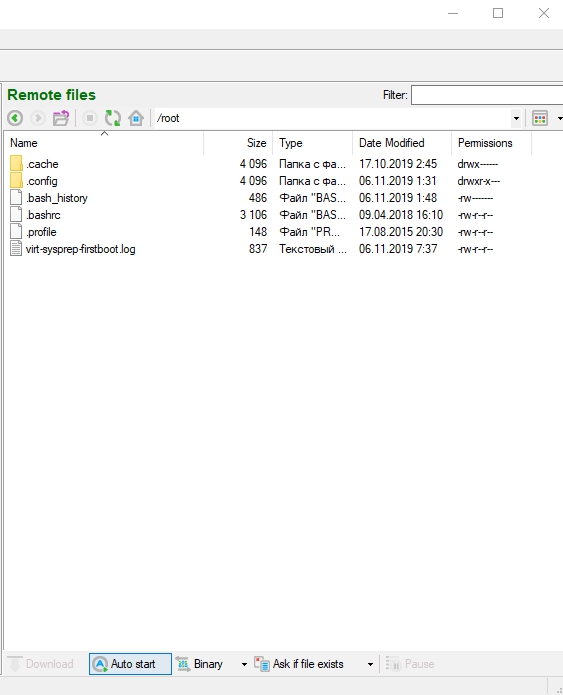 Remote files Filter:
/root
Name Size Type Date Modified Permissions
.cache 4 096 Папка с фа... 17.10.2019 2:45 drwx------
.config 4 096 Папка с фа... 06.11.2019 1:31 drwxr-x---
.bash_history 486 Файл "BAS... 06.11.2019 1:48 -rw-------
.bashrc 3 106 Файл "BAS... 09.04.2018 16:10 -rw-r--r--
.profile 148 Файл "PR... 17.08.2015 20:30 -rw-r--r--
virt-sysprep-firstboot.log 837 Текстовый ... 06.11.2019 7:37 -rw-r--r--
Download Auto start Binary Ask if file exists Pause